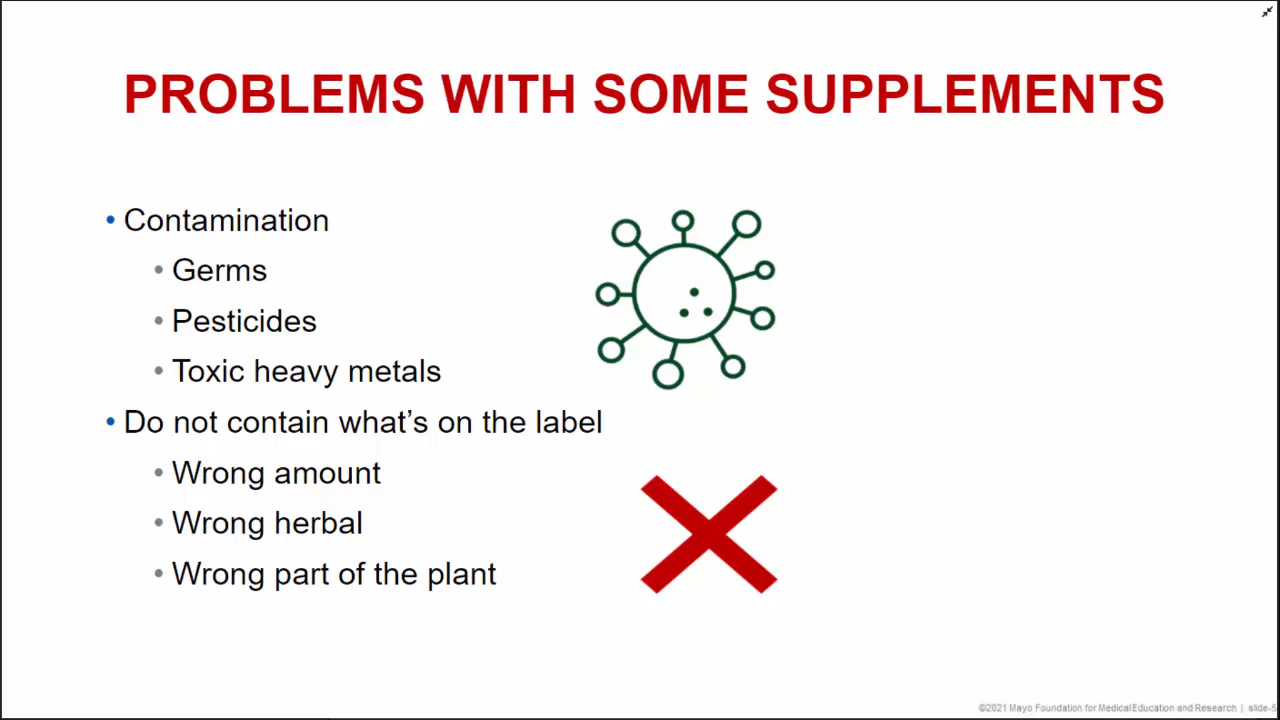 PROBLEMS WITH SOME SUPPLEMENTS
• Contamination
• Germs
• Pesticides
• Toxic heavy metals
• Do not contain what’s on the label
• Wrong amount
• Wrong herbal
• Wrong part of the plant
©2021 Mayo Foundation for Medical Education and Research | slide-5